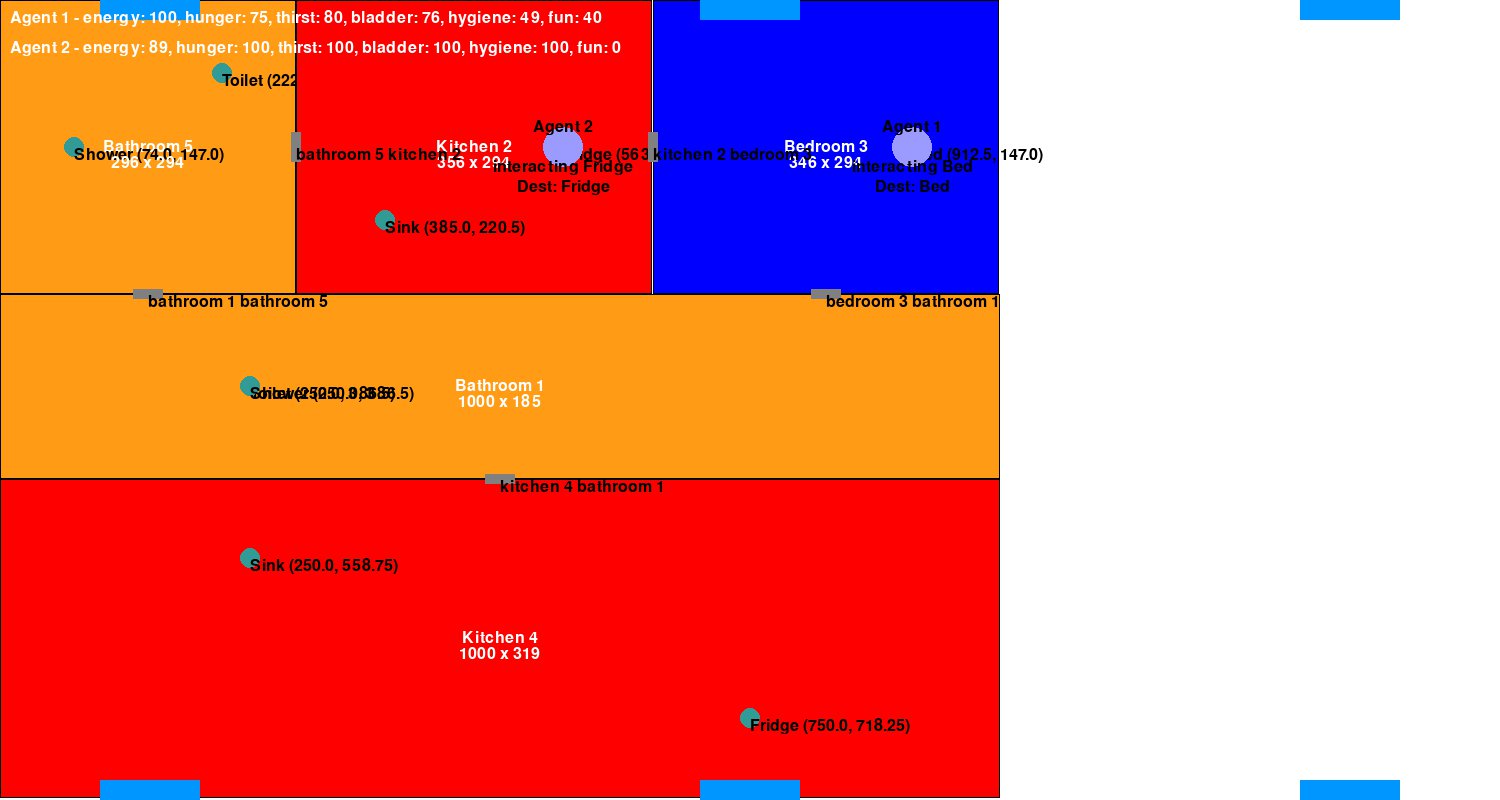 Agent 1 - energy: 100, hunger: 75, thirst: 80, bladder: 76, hygiene: 49, fun: 40
Agent 2 - energy: 89, hunger: 100, thirst: 100, bladder: 100, hygiene: 100, fun: 0
Toilet (222
Agent 2
Agent 1
Bathroom 5
296 x 294
Shower (74.0, 147.0)
bathroom 5 kitchen 2
Kitchen 2
356 x 294
(563
interacting Fridge
Dest: Fridge
kitchen 2 bedroom 3
Bedroom 3
346 x 294
(912.5, 147.0)
interacting Bed
Dest: Bed
Sink (385.0, 220.5)
bathroom 1 bathroom 5
bedroom 3 bathroom 1
Bathroom 1
1000 x 185
kitchen 4 bathroom 1
Sink (250.0, 558.75)
Kitchen 4
1000 x 319
Fridge (750.0, 718.25)